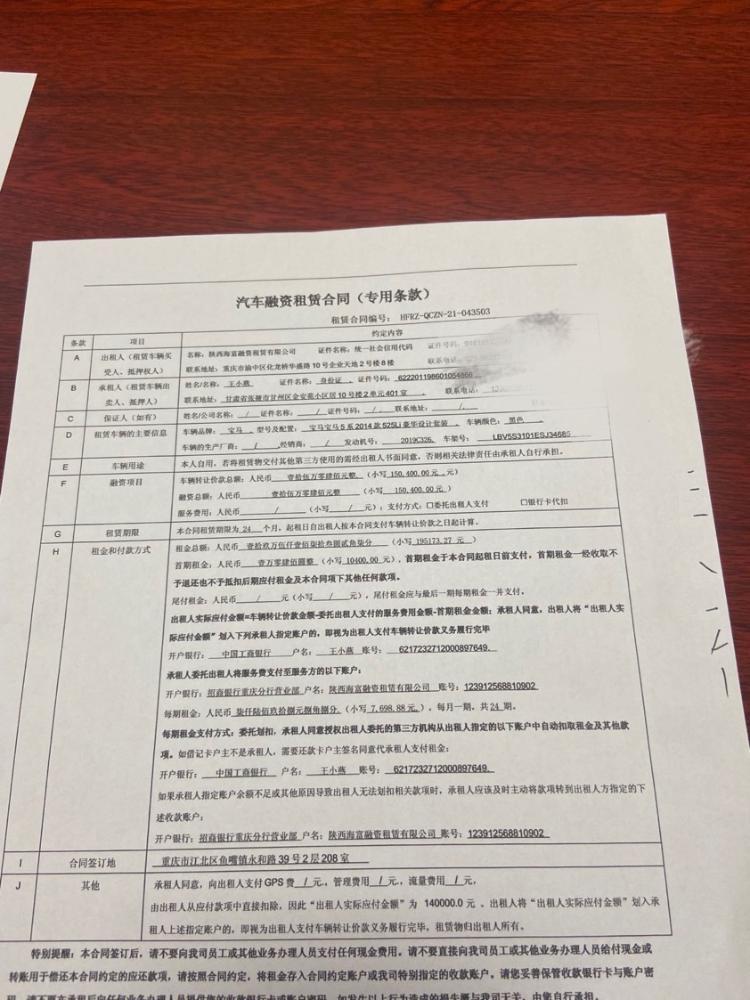 汽车融资租赁合同（专用条款）
租赁合同编号： HFRZ-QCZN-21-043503
条款 项目 约定内容
A 出租人（租赁车辆买受人、抵押权人） 名称：陕西海富融资租赁有限公司 证件名称：统一社会信用代码 证件号码：
联系地址：重庆市渝中区化龙桥华盛路10号企业天地2号楼8楼 联系电话：
B 承租人（租赁车辆出卖人、抵押人） 姓名/名称：王小燕 证件名称：身份证 证件号码：
联系地址：甘肃省张掖市甘州区金安苑小区居10号楼2单元401室 联系电话：
C 保证人（如有） 姓名/公司名称：/ 证件名称：/ 证件号码：/ 联系地址：/
D 租赁车辆的主要信息 车辆品牌：宝马 型号及配置：宝马宝马5系2014款525Li豪华设计套装 车辆颜色：黑色
车辆的生产厂商：/ 经销商：/ 发动机号： 车架号：
E 车辆用途 本人自用，若将租赁物交付其他第三方使用的需经出租人书面同意，否则相关法律责任由承租人自行承担。
F 融资项目 车辆转让价款总额：人民币 壹拾伍万零肆佰元整 （小写 150,400.00 元）
融资总额：人民币 壹拾伍万零肆佰元整 （小写 150,400.00 元）
服务费用：人民币 / （小写 / 元）；支付方式：☐委托出租人支付 ☐银行卡代扣
G 租赁期限 本合同租赁期限为 24 个月，起租日自出租人按本合同支付车辆转让价款之日起计算。
H 租金和付款方式 租金总额：人民币 壹拾玖万伍仟壹佰柒拾叁圆贰角柒分 （小写 195173.27 元）
首期租金：人民币 壹万零肆佰圆整 （小写 10400.00 元），首期租金于本合同起租日前支付，首期租金一经收取不
予退还也不予抵扣后期应付租金及本合同项下其他任何款项。
尾付租金：人民币 / 元（小写 / 元），尾付租金应与最后一期每期租金一并支付。
出租人实际应付金额=车辆转让价款金额-委托出租人支付的服务费用金额-首期租金金额；承租人同意，出租人将“出租人实
际应付金额”划入下列承租人指定账户的，即视为出租人支付车辆转让价款义务履行完毕
开户银行：中国工商银行 户名：王小燕 账号：6217232712000897649.
承租人委托出租人将服务费支付至服务方的以下账户：
开户行：招商银行重庆分行营业部 户名：陕西海富融资租赁有限公司 账号：123912568810902
每期租金：人民币 柒仟陆佰玖拾捌元捌角捌分 （小写 7,698.88 元），每月一期，共 24 期。
每期租金支付方式：委托划扣，承租人同意授权出租人委托的第三方机构从出租人指定的以下账户中自动扣取租金及其他款
项。如借记卡户主不是承租人，需要还款卡户主签名同意代承租人支付租金：
开户银行：中国工商银行 户名：王小燕 账号：6217232712000897649.
如果承租人指定账户余额不足或其他原因导致出租人无法划扣相关款项时，承租人应该及时主动将款项转到出租人方指定的下
述收款账户：
开户银行：招商银行重庆分行营业部 户名：陕西海富融资租赁有限公司 账号：123912568810902
I 合同签订地 重庆市江北区鱼嘴镇永和路39号2层208室
J 其他 承租人同意，向出租人支付GPS费 / 元，管理费用 / 元，流量费用 / 元，
由出租人从应付款项中直接扣除，因此“出租人实际应付金额”为 140000.0 元 。出租人将“出租人实际应付金额”划入承
租人上述指定账户的，即视为出租人支付车辆转让价款义务履行完毕，租赁物归出租人所有。
特别提醒：本合同签订后，请不要向我司员工或其他业务办理人员支付任何现金费用。请不要直接向我司员工或其他业务办理人员给付现金或
转账用于偿还本合同约定的应还款项，请按照合同约定，将租金存入合同约定账户或我司特别指定的收款账户。请您妥善保管收款银行卡与账户密